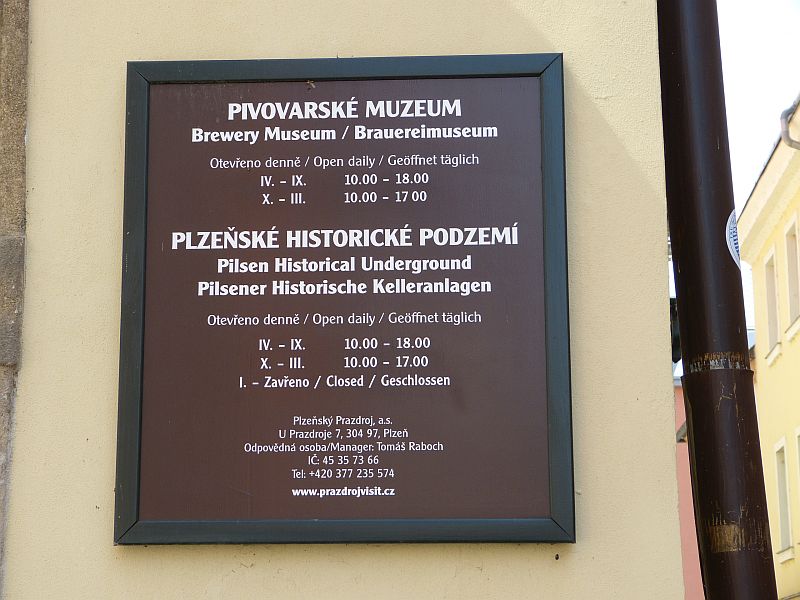 PIVOVARSKÉ MUZEUM
Brewery Museum / Brauereimuseum
Otevřeno denně / Open daily / Geöffnet täglich
IV. – IX. 10.00 – 18.00
X. – III. 10.00 – 17 00
PLZEŇSKÉ HISTORICKÉ PODZEMÍ
Pilsen Historical Underground
Pilsener Historische Kelleranlagen
Otevřeno denně / Open daily / Geöffnet täglich
IV. – IX. 10.00 – 18.00
X. – III. 10.00 – 17.00
I. – Zavřeno / Closed / Geschlossen
Plzeňský Prazdroj, a.s.
U Prazdroje 7, 304 97, Plzeň
Odpovědná osoba/Manager: Tomáš Raboch
IČ: 45 35 73 66
Tel: +420 377 235 574
www.prazdrojvisit.cz